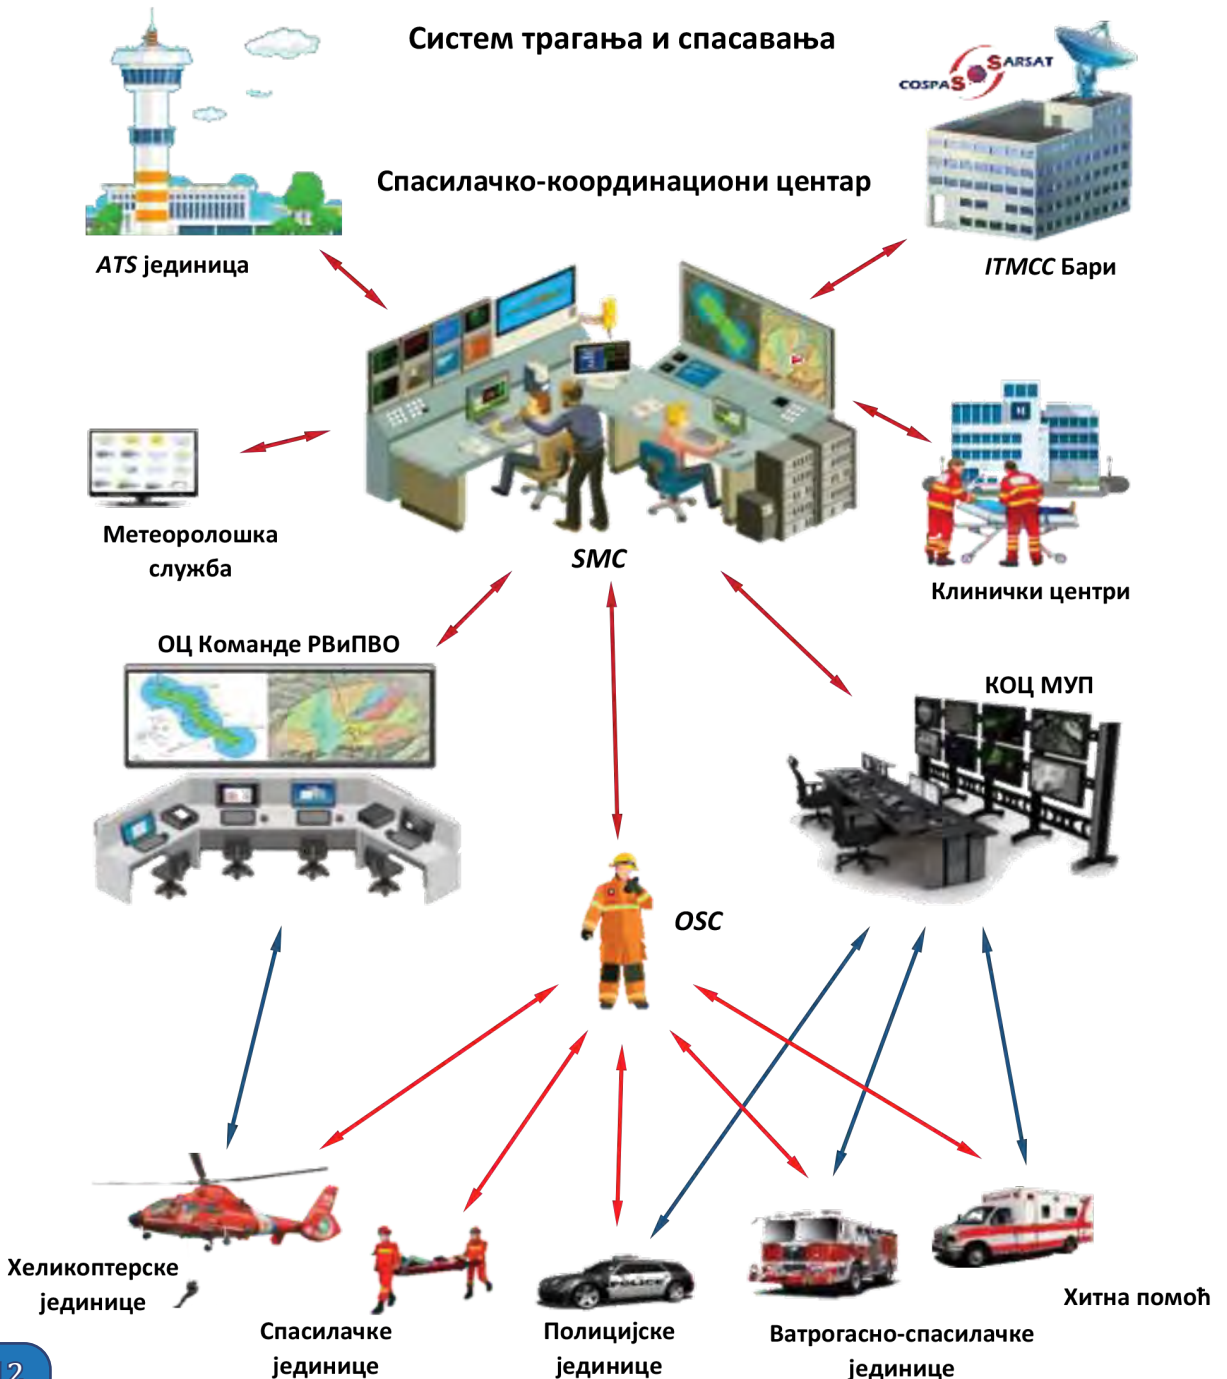 Систем трагања и спасавања
COSPAS SARSAT
Спасилачко-координациони центар
ATS јединица
ITMCC Бари
H
Метеоролошка
служба
SMC
Клинички центри
ОЦ Команде РВиПВО
КОЦ МУП
OSC
Хеликоптерске
јединице
Хитна помоћ
Спасилачке
јединице
POLICE
Полицијске
јединице
Ватрогасно-спасилачке
јединице
12